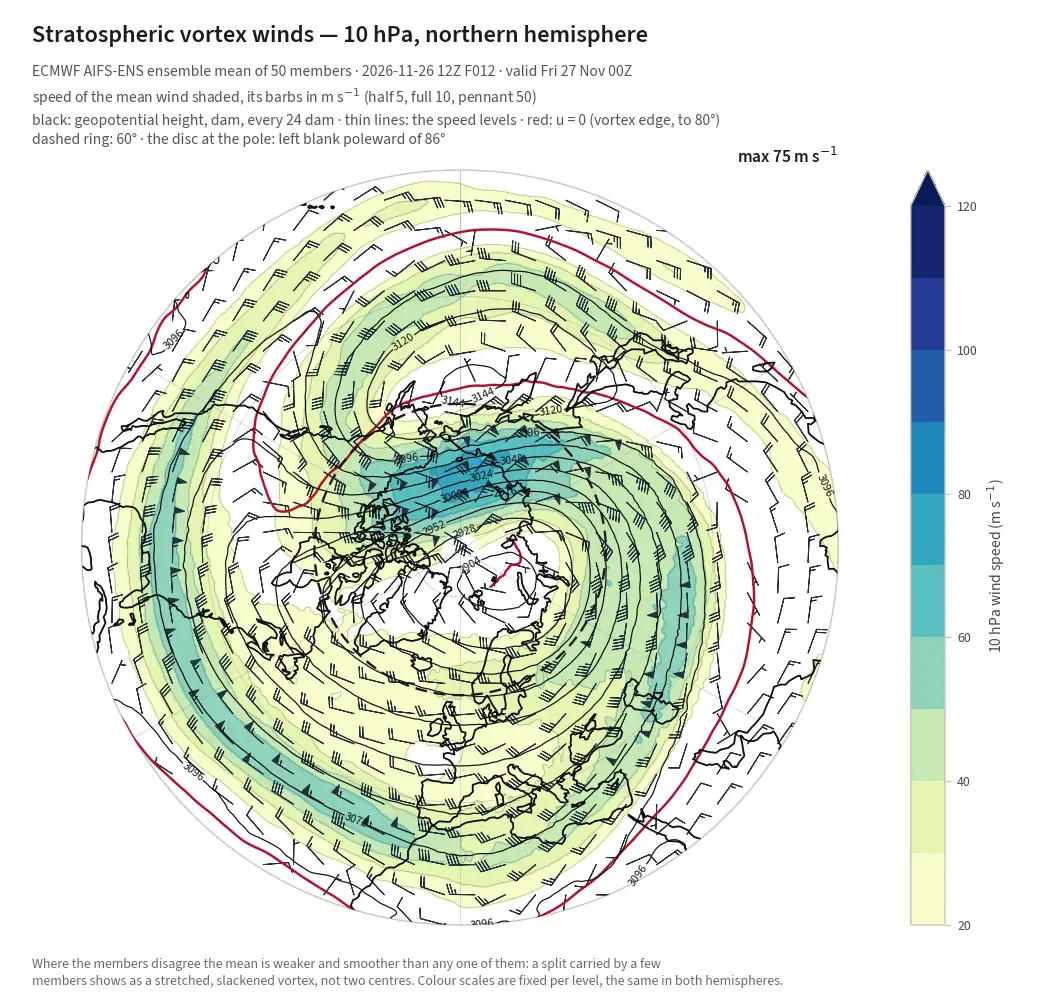 Stratospheric vortex winds — 10 hPa, northern hemisphere
ECMWF AIFS-ENS ensemble mean of 50 members · 2026-11-26 12Z F012 · valid Fri 27 Nov 00Z
speed of the mean wind shaded, its barbs in m s⁻¹ (half 5, full 10, pennant 50)
black: geopotential height, dam, every 24 dam · thin lines: the speed levels · red: u = 0 (vortex edge, to 80°)
dashed ring: 60° · the disc at the pole: left blank poleward of 86°
max 75 m s⁻¹
120
100
80
60
40
20
10 hPa wind speed (m s⁻¹)
3096
3120
3144
3144
3120
3096
3096
3048
3024
2952
2928
3096
3096
3096
3096
Where the members disagree the mean is weaker and smoother than any one of them: a split carried by a few
members shows as a stretched, slackened vortex, not two centres. Colour scales are fixed per level, the same in both hemispheres.